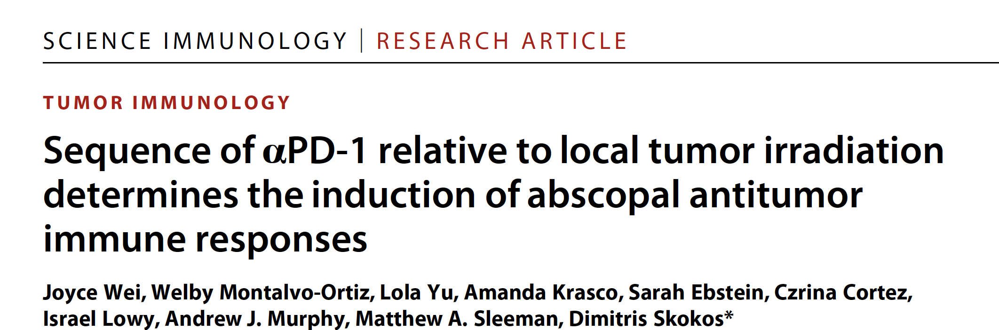 SCIENCE IMMUNOLOGY | RESEARCH ARTICLE
TUMOR IMMUNOLOGY
Sequence of αPD-1 relative to local tumor irradiation
determines the induction of abscopal antitumor
immune responses
Joyce Wei, Welby Montalvo-Ortiz, Lola Yu, Amanda Krasco, Sarah Ebstein, Czrina Cortez,
Israel Lowy, Andrew J. Murphy, Matthew A. Sleeman, Dimitris Skokos*